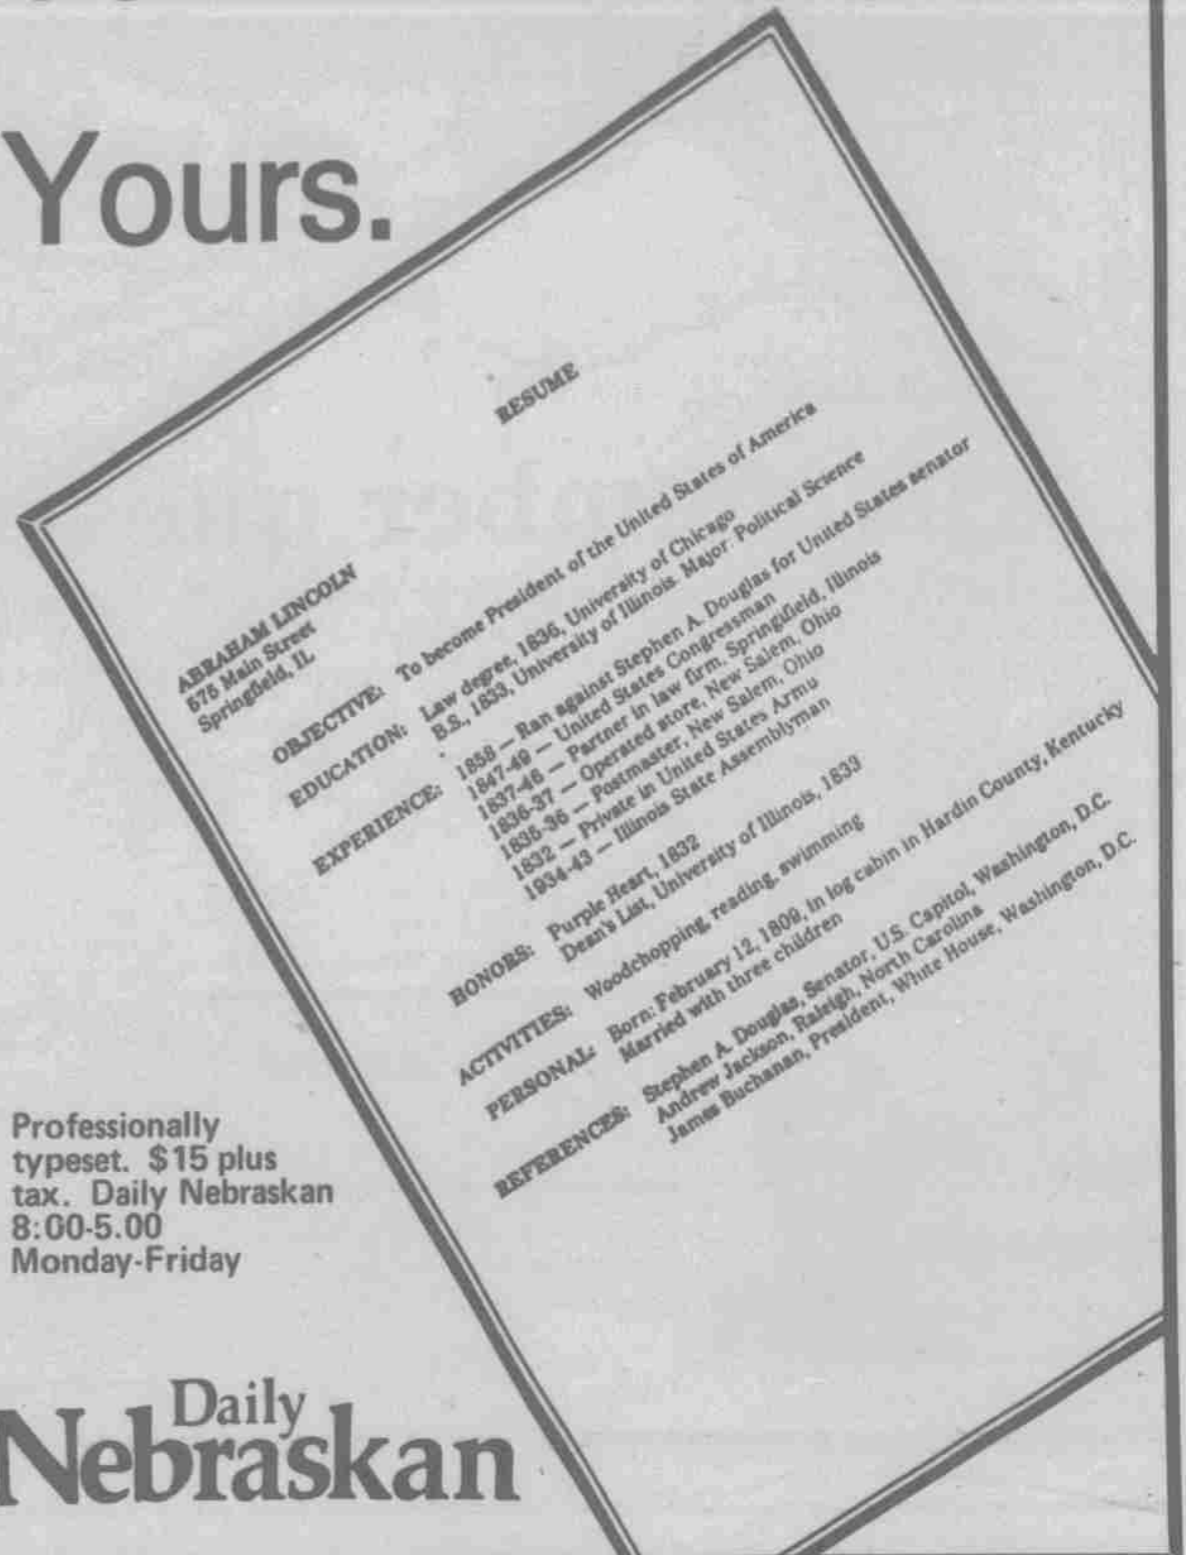 Yours.
RESUME
ABRAHAM LINCOLN
575 Main Street
Springfield, IL
OBJECTIVE: To become President of the United States of America
EDUCATION: Law degree, 1836, University of Chicago
B.S., 1833, University of Illinois. Major: Political Science
EXPERIENCE: 1858 — Ran against Stephen A. Douglas for United States senator
1847-49 — United States Congressman
1837-46 — Partner in law firm, Springufield, Illinois
1836-37 — Operated store, New Salem, Ohio
1835-36 — Postmaster, New Salem, Ohio
1832 — Private in United States Armu
1934-43 — Illinois State Assemblyman
HONORS: Purple Heart, 1832
Dean's List, University of Illinois, 1833
ACTIVITIES: Woodchopping, reading, swimming
PERSONAL: Born: February 12, 1809, in log cabin in Hardin County, Kentucky
Married with three children
REFERENCES: Stephen A. Douglas, Senator, U.S. Capitol, Washington, D.C.
Andrew Jackson, Raleigh, North Carolina
James Buchanan, President, White House, Washington, D.C.
Professionally
typeset. $15 plus
tax. Daily Nebraskan
8:00-5.00
Monday-Friday
Daily
Nebraskan